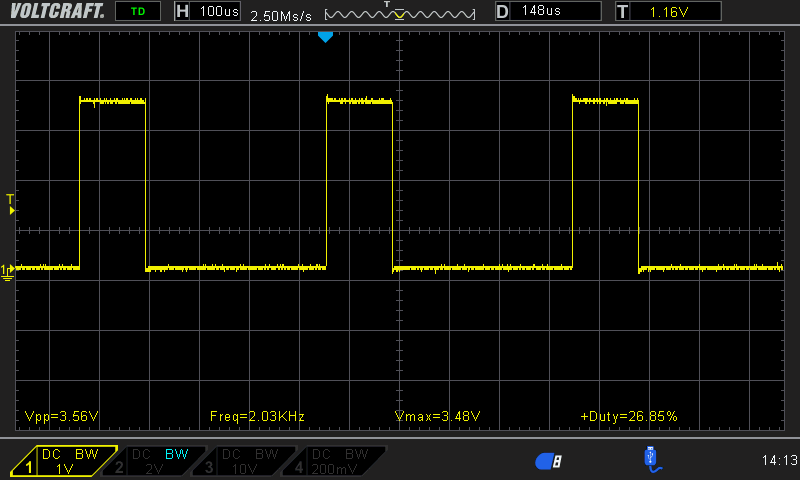 VOLTCRAFT. TD H 100us 2.50Ms/s T D 148us T 1.16V
T
1
Vpp=3.56V Freq=2.03KHz Vmax=3.48V +Duty=26.85%
1 DC BW 1V 2 DC BW 2V 3 DC BW 10V 4 DC BW 200mV 8 14:13